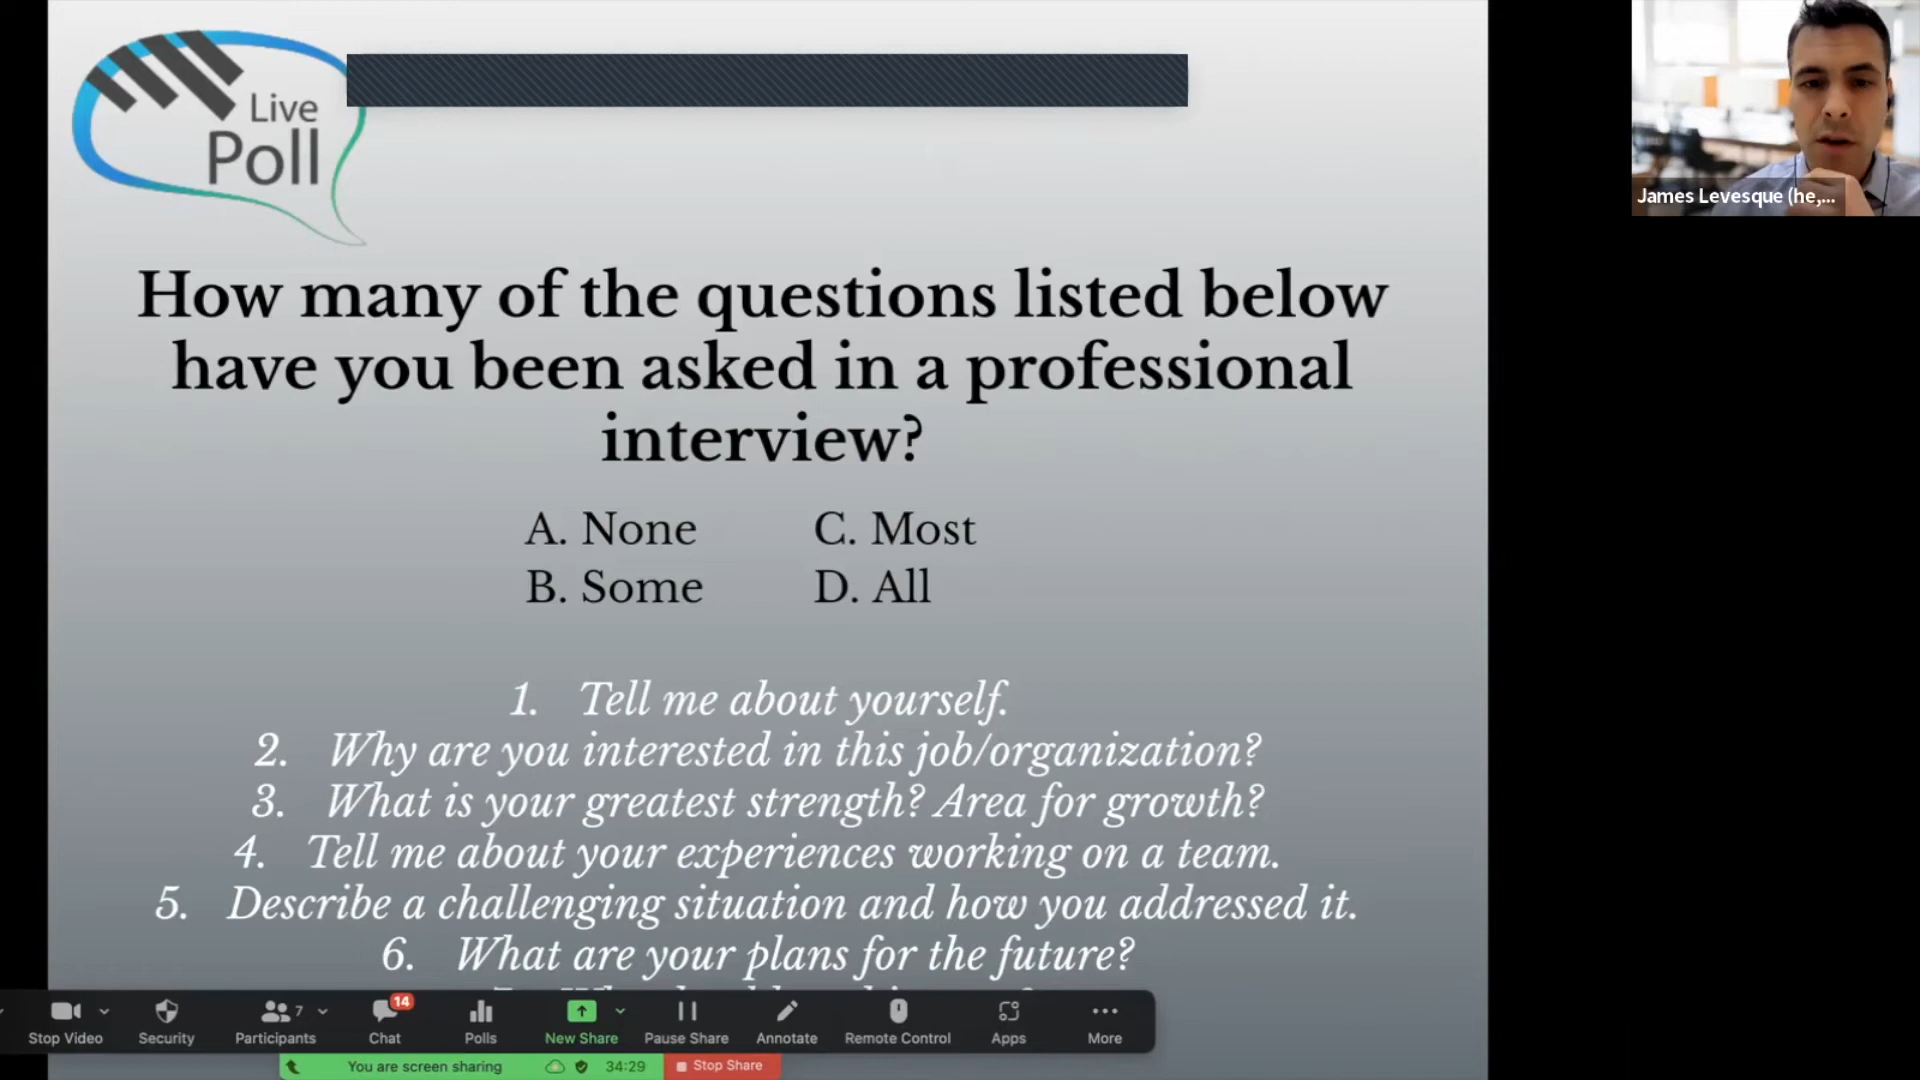 Live
Poll
James Levesque (he,...
How many of the questions listed below
have you been asked in a professional
interview?
A. None
C. Most
B. Some
D. All
1. Tell me about yourself.
2. Why are you interested in this job/organization?
3. What is your greatest strength? Area for growth?
4. Tell me about your experiences working on a team.
5. Describe a challenging situation and how you addressed it.
6. What are your plans for the future?
14
7
Stop Video
Security
Participants
Chat
Polls
New Share
Pause Share
Annotate
Remote Control
Apps
More
You are screen sharing
34:29
Stop Share